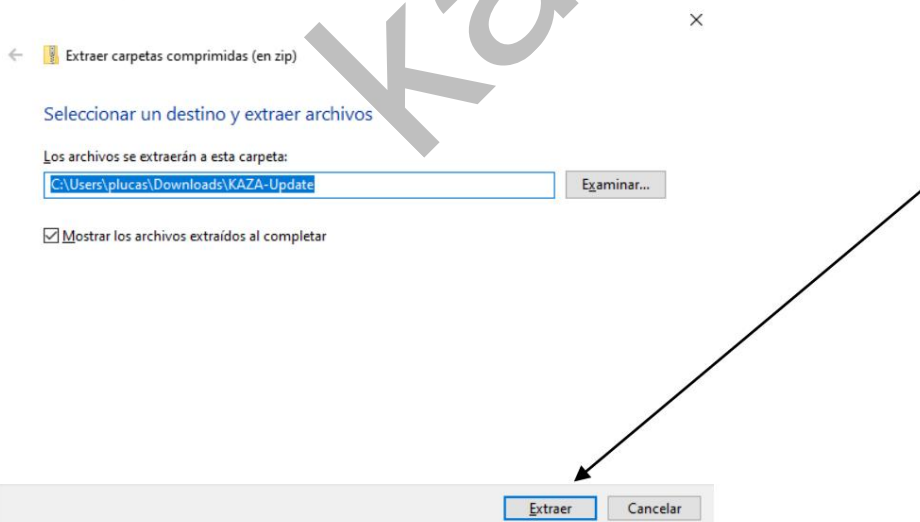 Extraer carpetas comprimidas (en zip)
Seleccionar un destino y extraer archivos
Los archivos se extraerán a esta carpeta:
C:\Users\plucas\Downloads\KAZA-Update
Examinar...
Mostrar los archivos extraídos al completar
Extraer Cancelar